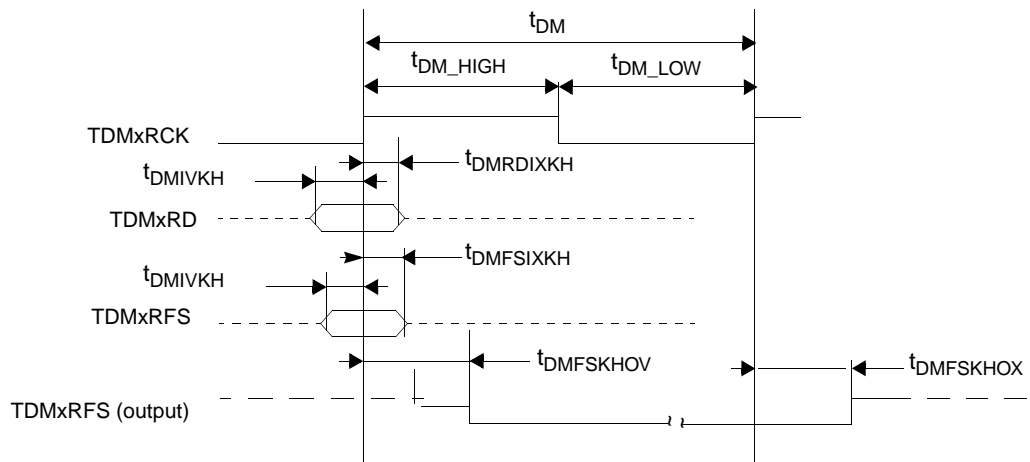 tDM
tDM_HIGH
tDM_LOW
TDMxRCK
tDMIVKH
tDMRDIXKH
TDMxRD
tDMIVKH
tDMFSIXKH
TDMxRFS
tDMFSKHOV
tDMFSKHOX
TDMxRFS (output)
~ ~